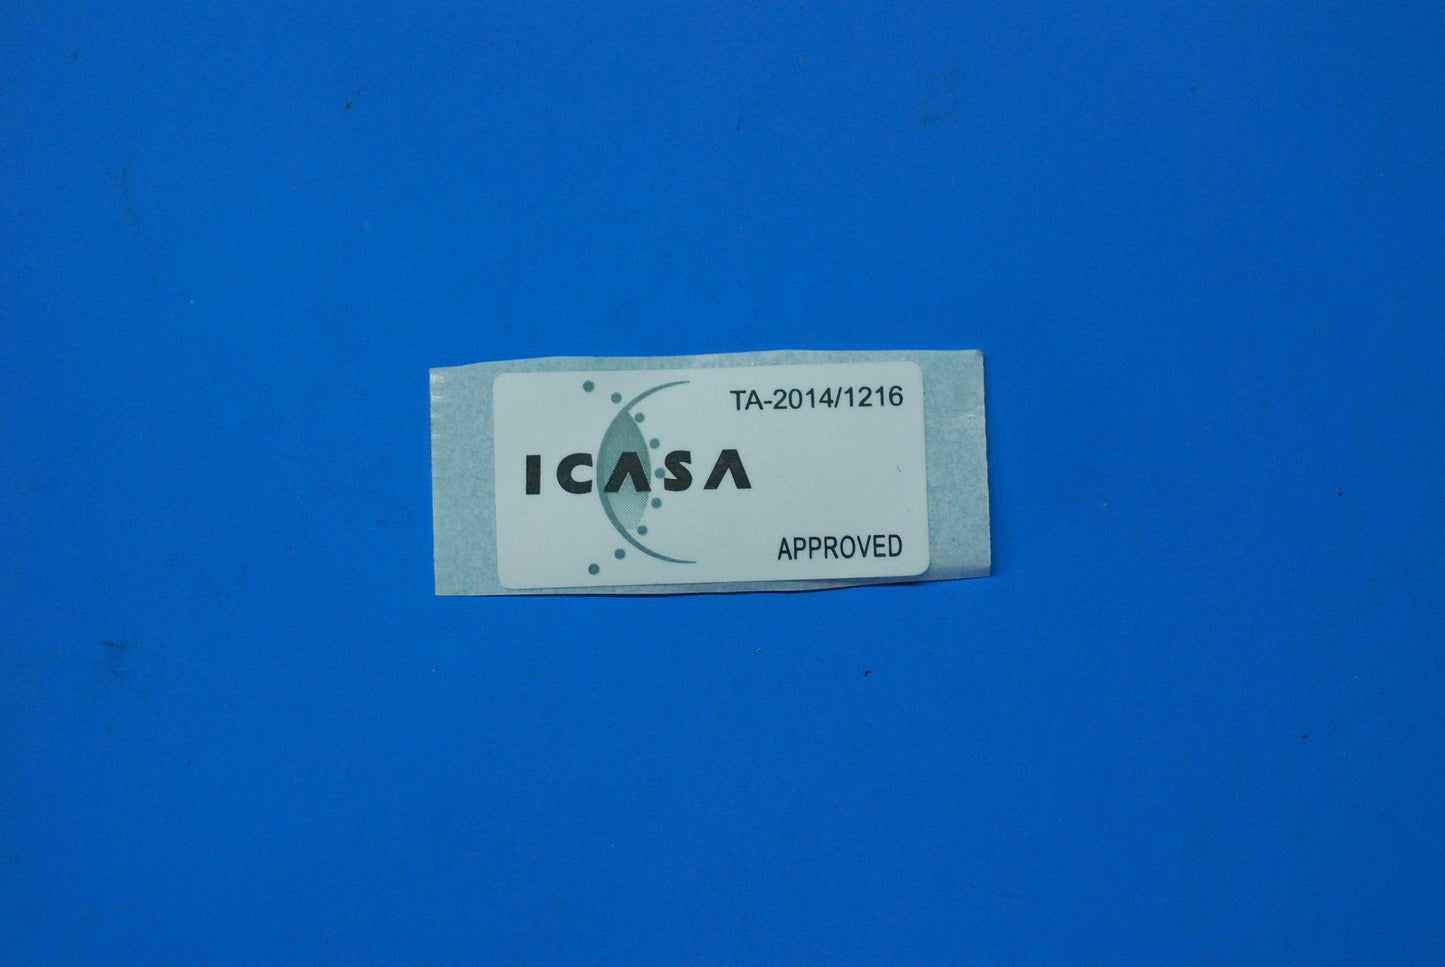 TA-2014/1216
ICASA
APPROVED